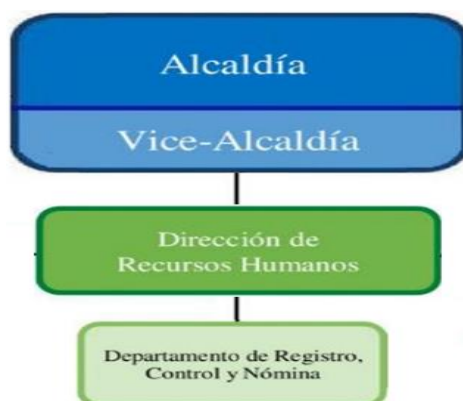 Alcaldía
Vice-Alcaldía
Dirección de
Recursos Humanos
Departamento de Registro,
Control y Nómina